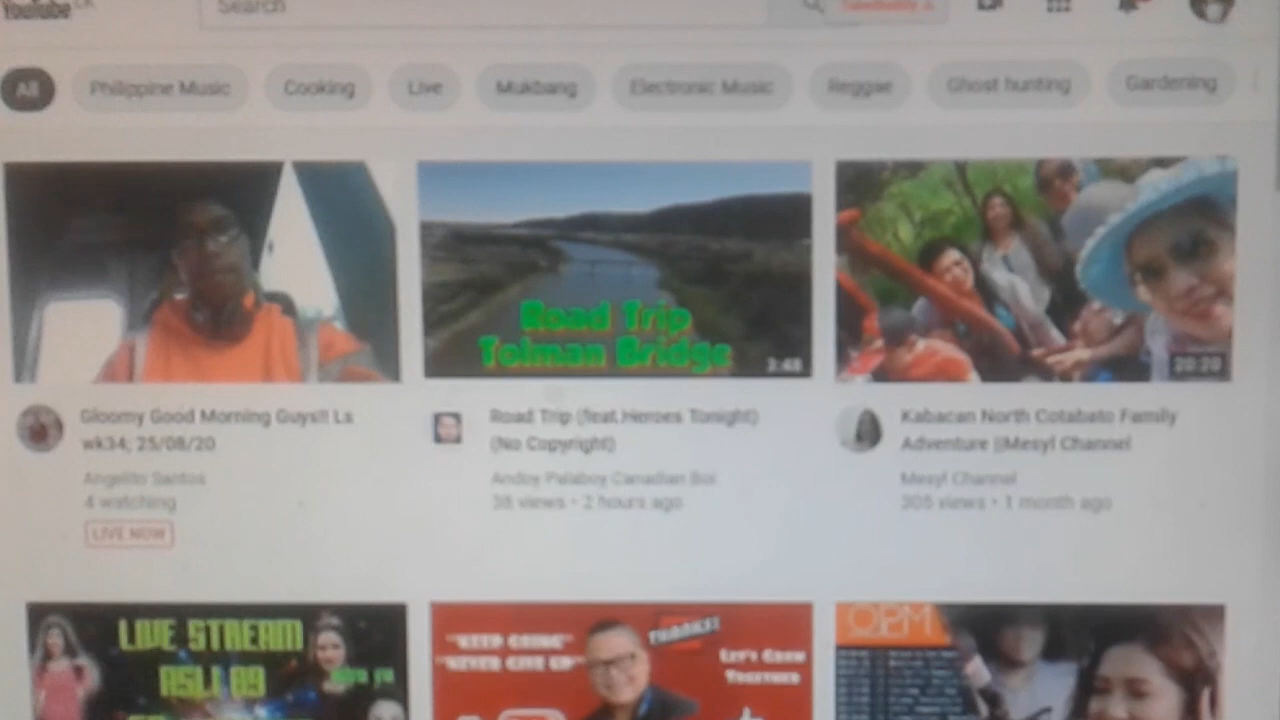 YouTube
Search
All
Philippine Music
Cooking
Live
Mukbang
Electronic Music
Reggae
Ghost hunting
Gardening
Road Trip
Tolman Bridge
3:48
20:20
Gloomy Good Morning Guys!! Ls
wk34; 25/08/20
Angelito Santos
4 watching
LIVE NOW
Road Trip (feat.Heroes Tonight)
(No Copyright)
Andoy Palaboy Canadian Boi
38 views • 2 hours ago
Kabacan North Cotabato Family
Adventure ||Mesyl Channel
Mesyl Channel
305 views • 1 month ago
LIVE STREAM
"KEEP GOING"
"NEVER GIVE UP"
THANKS!
Let's Grow
Together
OPM